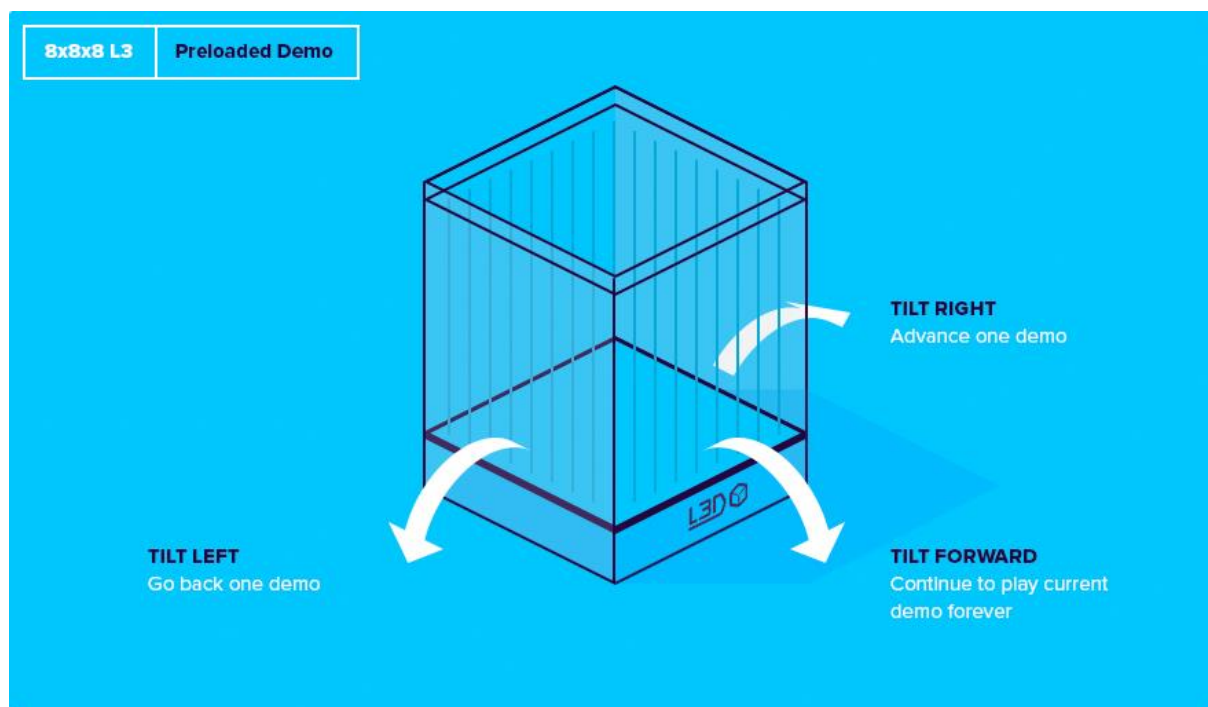 8x8x8 L3
Preloaded Demo
TILT RIGHT
Advance one demo
L3D
TILT LEFT
Go back one demo
TILT FORWARD
Continue to play current
demo forever